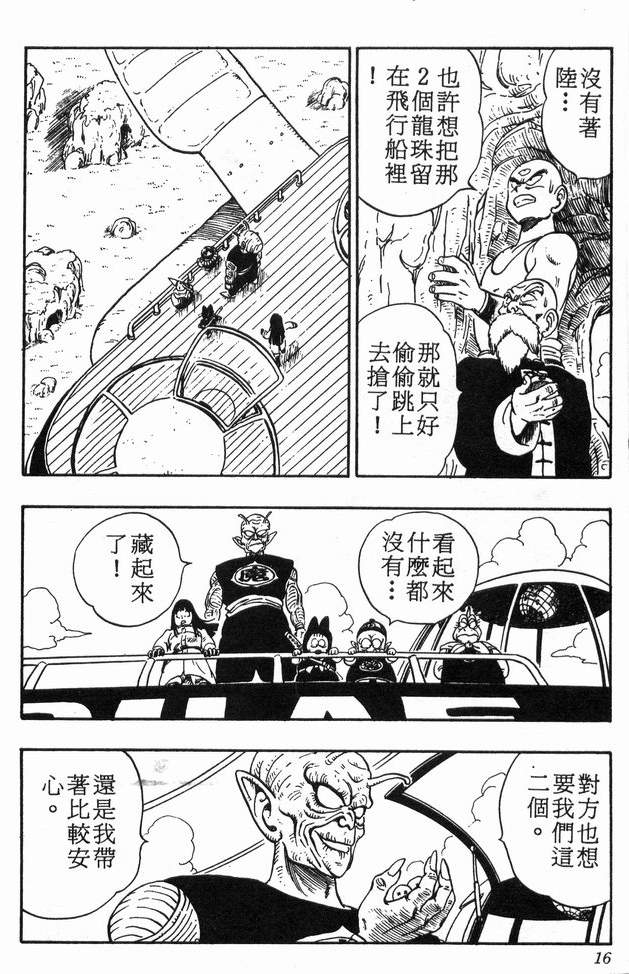 沒有著
陸…
也許想把那
2個龍珠留
在飛行船裡
！
那就只好
偷偷跳上
去搶了！
看起來
什麼都
沒有…
藏起來
了！
魔
對方也想
要我們這
二個。
還是我帶
著比較安
心。
16